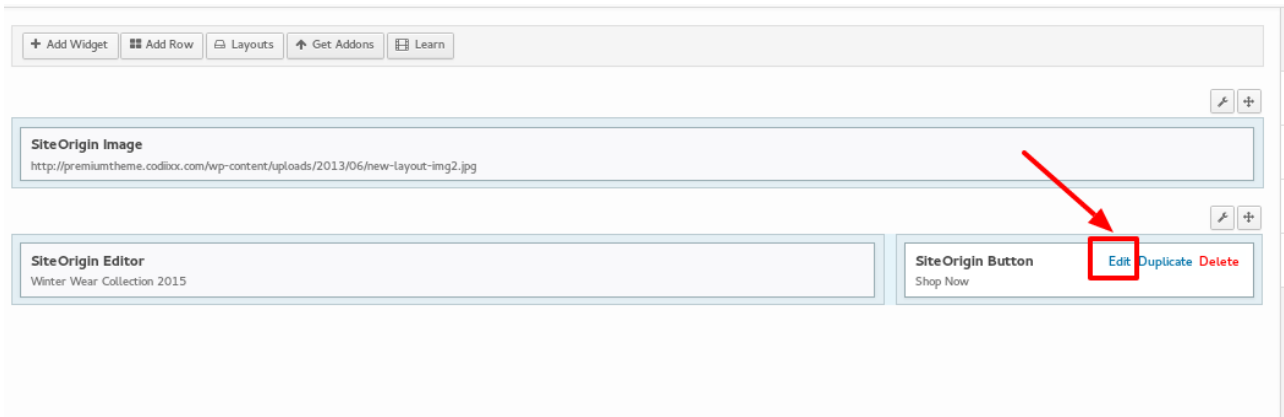 Add Widget Add Row Layouts Get Addons Learn
SiteOrigin Image
http://premiumtheme.codiixx.com/wp-content/uploads/2013/06/new-layout-img2.jpg
SiteOrigin Editor
Winter Wear Collection 2015
SiteOrigin Button Edit Duplicate Delete
Shop Now